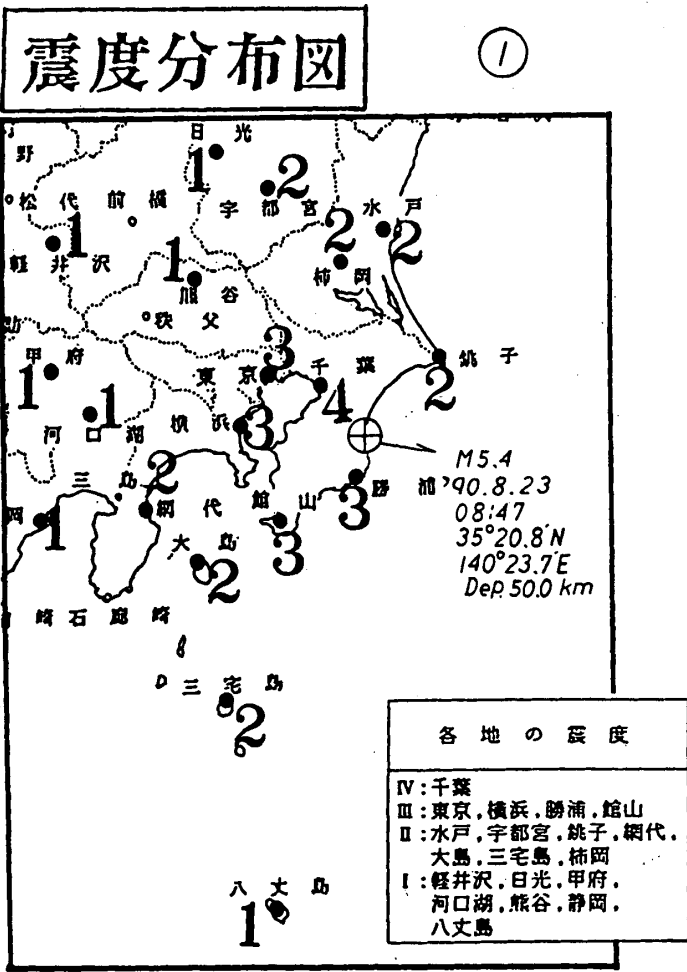 震度分布図
①
日光
1
野
2
松代
前橋
宇都宮
水戸
1
2
2
軽井沢
1
柿岡
熊谷
秩父
3
甲府
東京
千葉
銚子
1
1
4
2
河口湖
横浜
3
M5.4
三島
2
勝浦
'90.8.23
岡
1
網代
館山
3
08:47
35°20.8'N
大島
3
140°23.7'E
2
Dep.50.0 km
崎
石廊崎
三宅島
2
各地の震度
Ⅳ:千葉
Ⅲ:東京,横浜,勝浦,館山
Ⅱ:水戸,宇都宮,銚子,網代,
大島,三宅島,柿岡
Ⅰ:軽井沢,日光,甲府,
河口湖,熊谷,静岡,
八丈島
八丈島
1